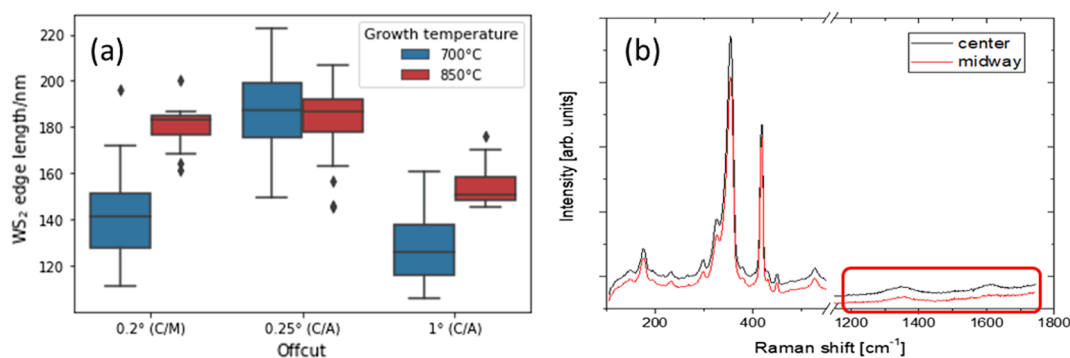 (a)
Growth temperature
700°C
850°C
WS₂ edge length/nm
220
200
180
160
140
120
0.2° (C/M)
0.25° (C/A)
1° (C/A)
Offcut
(b)
center
midway
Intensity [arb. units]
200
400
600
1200
1400
1600
1800
Raman shift [cm⁻¹]